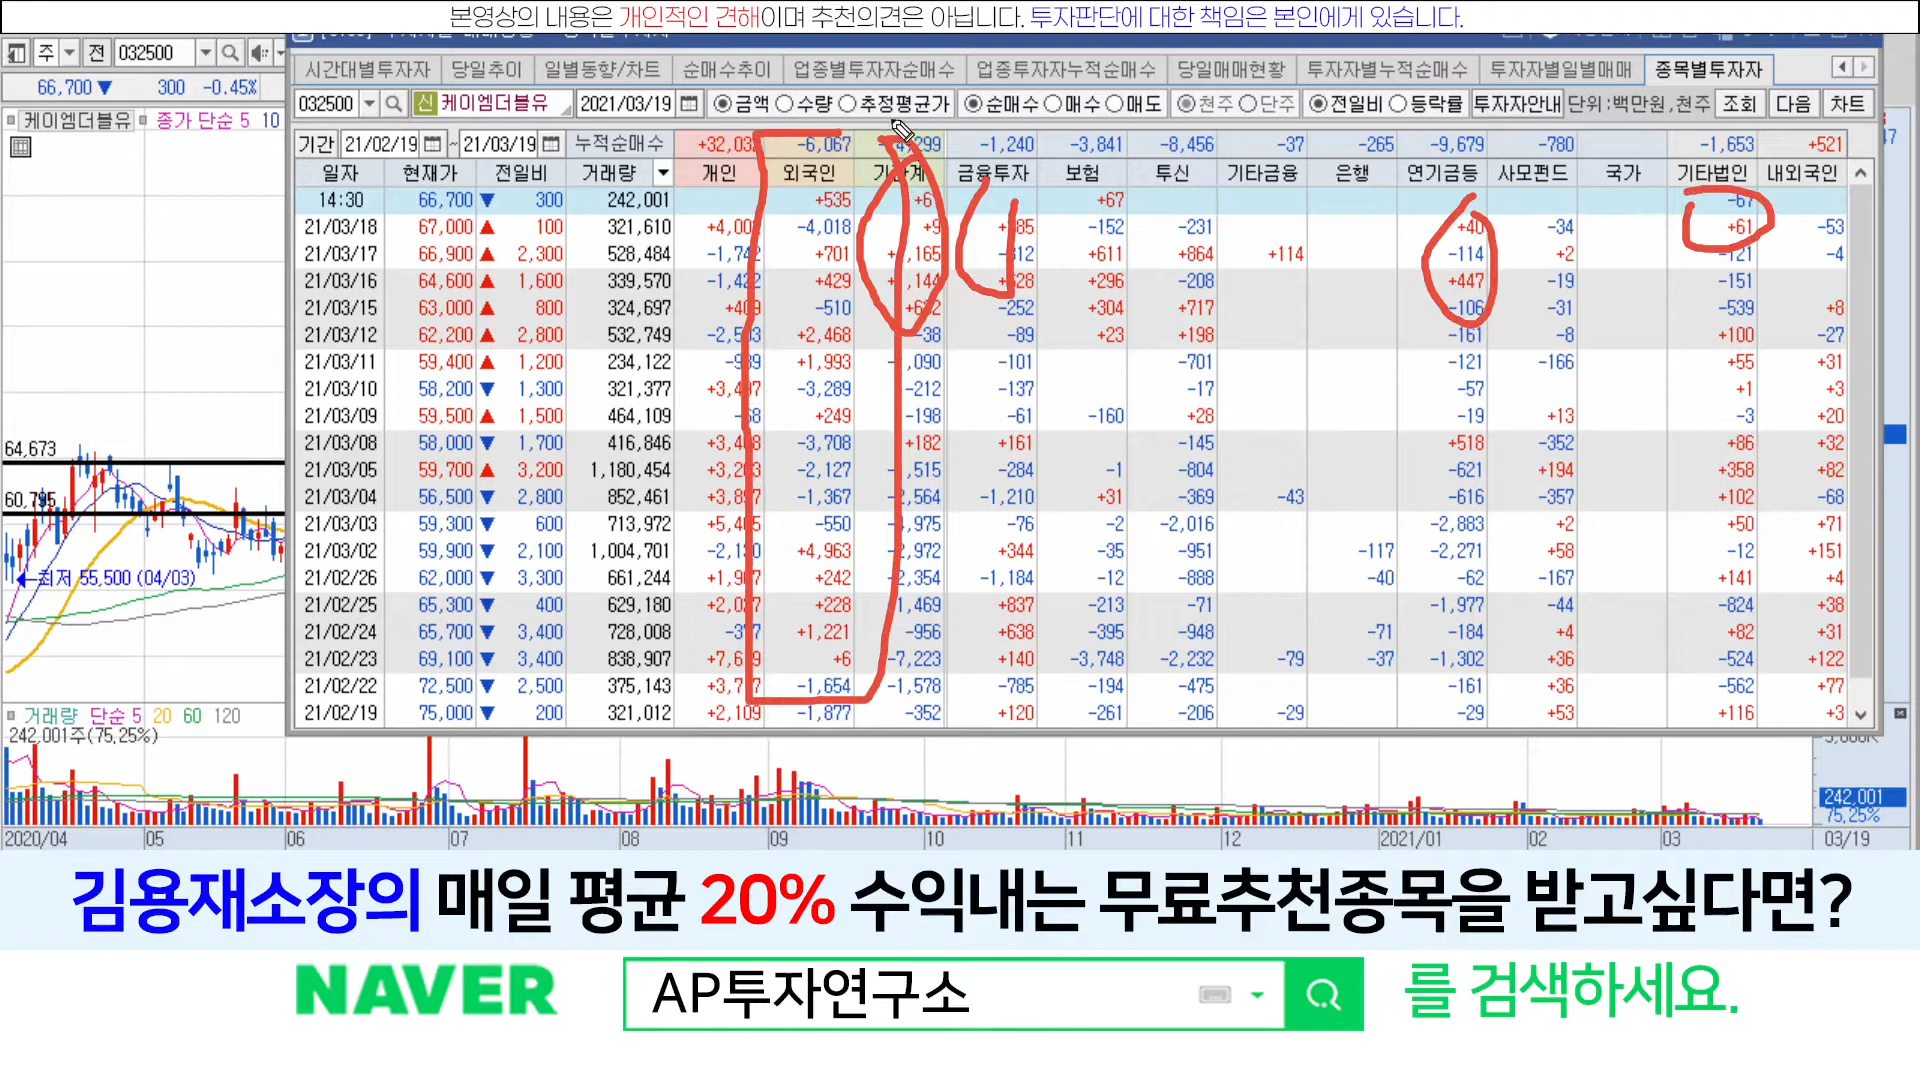 본영상의 내용은 개인적인 견해이며 추천의견은 아닙니다. 투자판단에 대한 책임은 본인에게 있습니다.
주 전 032500
66,700 ▼ 300 -0.45%
케이엠더블유 종가 단순 5 10
시간대별투자자 당일추이 일별동향/차트 순매수추이 업종별투자자순매수 업종투자자누적순매수 당일매매현황 투자자별누적순매수 투자자별일별매매 종목별투자자
032500 신 케이엠더블유 2021/03/19 금액 수량 추정평균가 순매수 매수 매도 천주 단주 전일비 등락률 투자자안내 단위:백만원,천주 조회 다음 차트
기간 21/02/19 ~ 21/03/19 누적순매수 -6,067 -1,240 -3,841 -8,456 -37 -265 -9,679 -780 -1,653 +521
일자 현재가 전일비 거래량 개인 외국인 기관계 금융투자 보험 투신 기타금융 은행 연기금등 사모펀드 국가 기타법인 내외국인
14:30 66,700 ▼ 300 242,001 +535 +67 -67
21/03/18 67,000 ▲ 100 321,610 -4,018 +9 -152 -231 +40 -34 +61 -53
21/03/17 66,900 ▲ 2,300 528,484 +701 +611 +864 +114 -114 +2 -121 -4
21/03/16 64,600 ▲ 1,600 339,570 +429 +296 -208 +447 -19 -151
21/03/15 63,000 ▲ 800 324,697 -510 -252 +304 +717 -106 -31 -539 +8
21/03/12 62,200 ▲ 2,800 532,749 +2,468 -38 -89 +23 +198 -161 -8 +100 -27
21/03/11 59,400 ▲ 1,200 234,122 +1,993 -101 -701 -121 -166 +55 +31
21/03/10 58,200 ▼ 1,300 321,377 -3,289 -212 -137 -17 -57 +1 +3
21/03/09 59,500 ▲ 1,500 464,109 +249 -198 -61 -160 +28 -19 +13 -3 +20
21/03/08 58,000 ▼ 1,700 416,846 -3,708 +182 +161 -145 +518 -352 +86 +32
21/03/05 59,700 ▲ 3,200 1,180,454 -2,127 -284 -1 -804 -621 +194 +358 +82
21/03/04 56,500 ▼ 2,800 852,461 -1,367 -2,564 -1,210 +31 -369 -43 -616 -357 +102 -68
21/03/03 59,300 ▼ 600 713,972 -550 -76 -2 -2,016 -2,883 +2 +50 +71
21/03/02 59,900 ▼ 2,100 1,004,701 +4,963 -2,972 +344 -35 -951 -117 -2,271 +58 -12 +151
21/02/26 62,000 ▼ 3,300 661,244 +242 -2,354 -1,184 -12 -888 -40 -62 -167 +141 +4
21/02/25 65,300 ▼ 400 629,180 +228 +837 -213 -71 -1,977 -44 -824 +38
21/02/24 65,700 ▼ 3,400 728,008 +1,221 -956 +638 -395 -948 -71 -184 +4 +82 +31
21/02/23 69,100 ▼ 3,400 838,907 +6 -7,223 +140 -3,748 -2,232 -79 -37 -1,302 +36 -524 +122
21/02/22 72,500 ▼ 2,500 375,143 -1,654 -1,578 -785 -194 -475 -161 +36 -562 +77
21/02/19 75,000 ▼ 200 321,012 +2,109 -1,877 -352 +120 -261 -206 -29 -29 +53 +116 +3
64,673
60,795
최저 55,500 (04/03)
거래량 단순 5 20 60 120
242,001주(75,25%)
242,001
75,25%
2020/04 05 06 07 08 09 10 11 12 2021/01 02 03 03/19
김용재소장의 매일 평균 20% 수익내는 무료추천종목을 받고싶다면?
NAVER AP투자연구소 를 검색하세요.